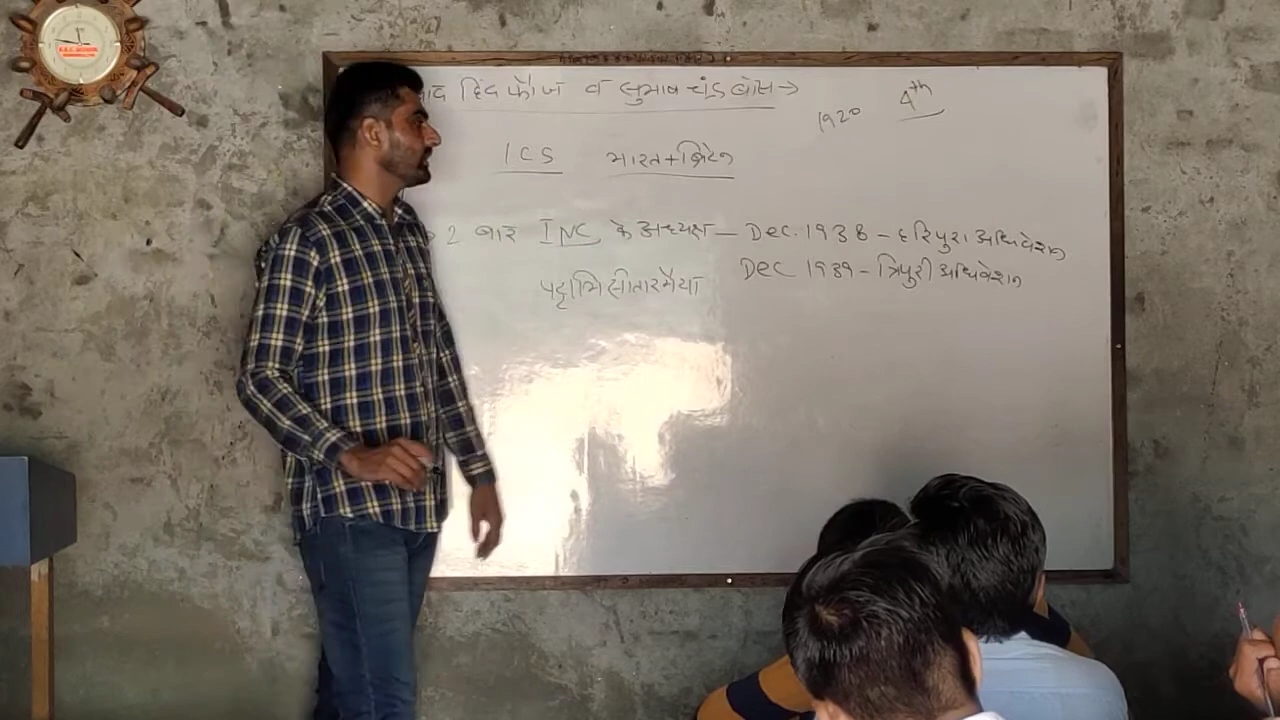 हिंद फौज व सुभाष चंद्र बोस →
1920 4th
ICS भारत+ब्रिटेन
2 बार INC के अध्यक्ष – Dec. 1938 – हरिपुरा अधिवेशन
Dec 1939 – त्रिपुरी अधिवेशन
पट्टाभि सीतारमैया